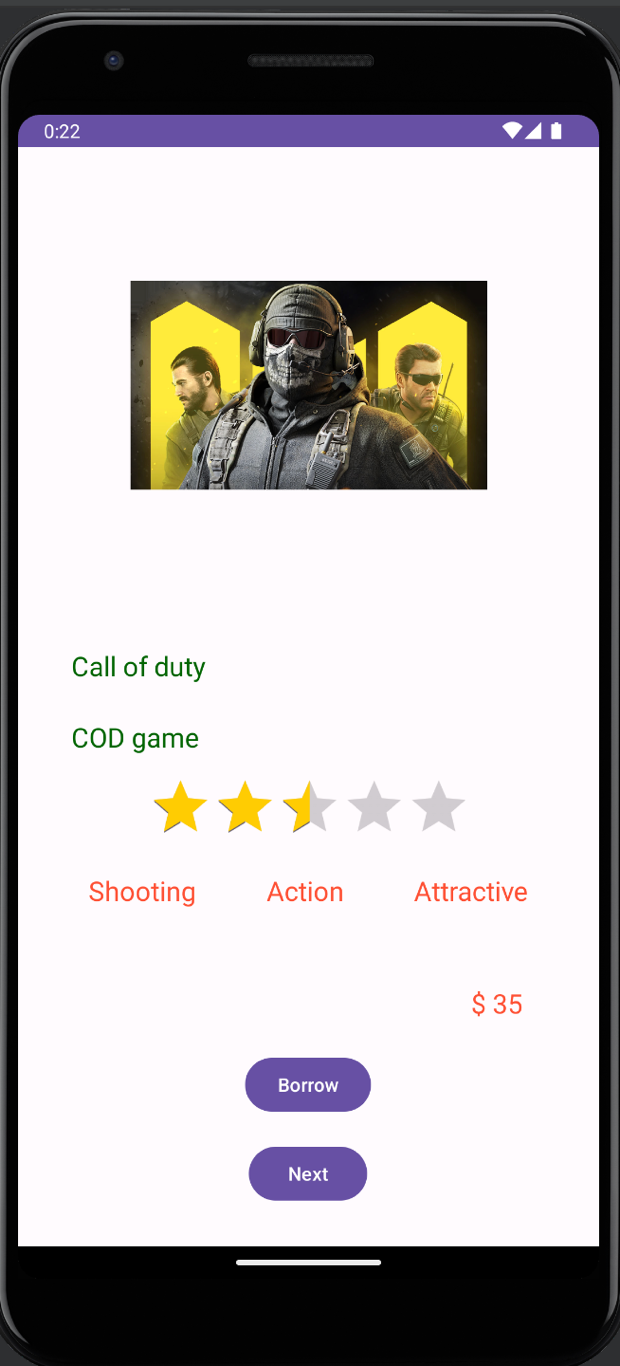 0:22
Call of duty
COD game
Shooting Action Attractive
$ 35
Borrow
Next